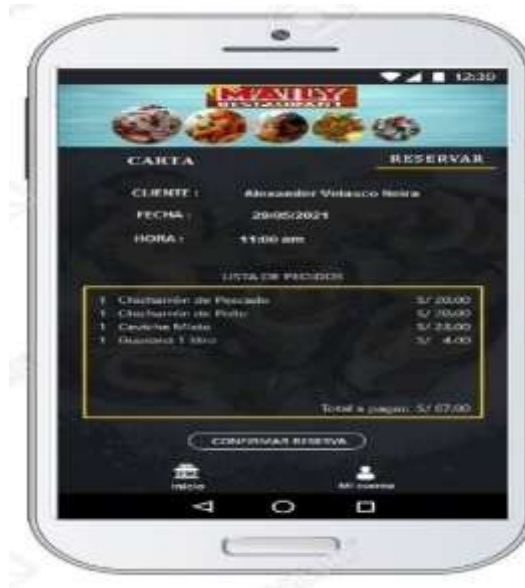 12:30
MALY
RESTAURANT
CARTA RESERVAR
CLIENTE : Alexander Velasco Neira
FECHA : 29/05/2021
HORA : 11:00 am
LISTA DE PEDIDOS
1 Chicharrón de Pescado S/ 20.00
1 Chicharrón de Pollo S/ 20.00
1 Ceviche Mixto S/ 23.00
1 Guaraná 1 litro S/ 4.00
Total a pagar: S/ 67.00
CONFIRMAR RESERVA
Inicio Mi cuenta